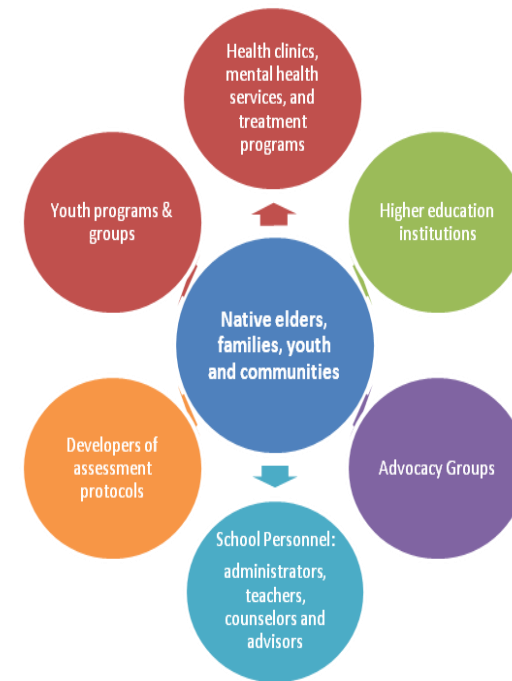 Health clinics,
mental health
services, and
treatment
programs
Youth programs &
groups
Higher education
institutions
Native elders,
families, youth
and communities
Developers of
assessment
protocols
Advocacy Groups
School Personnel:
administrators,
teachers,
counselors and
advisors